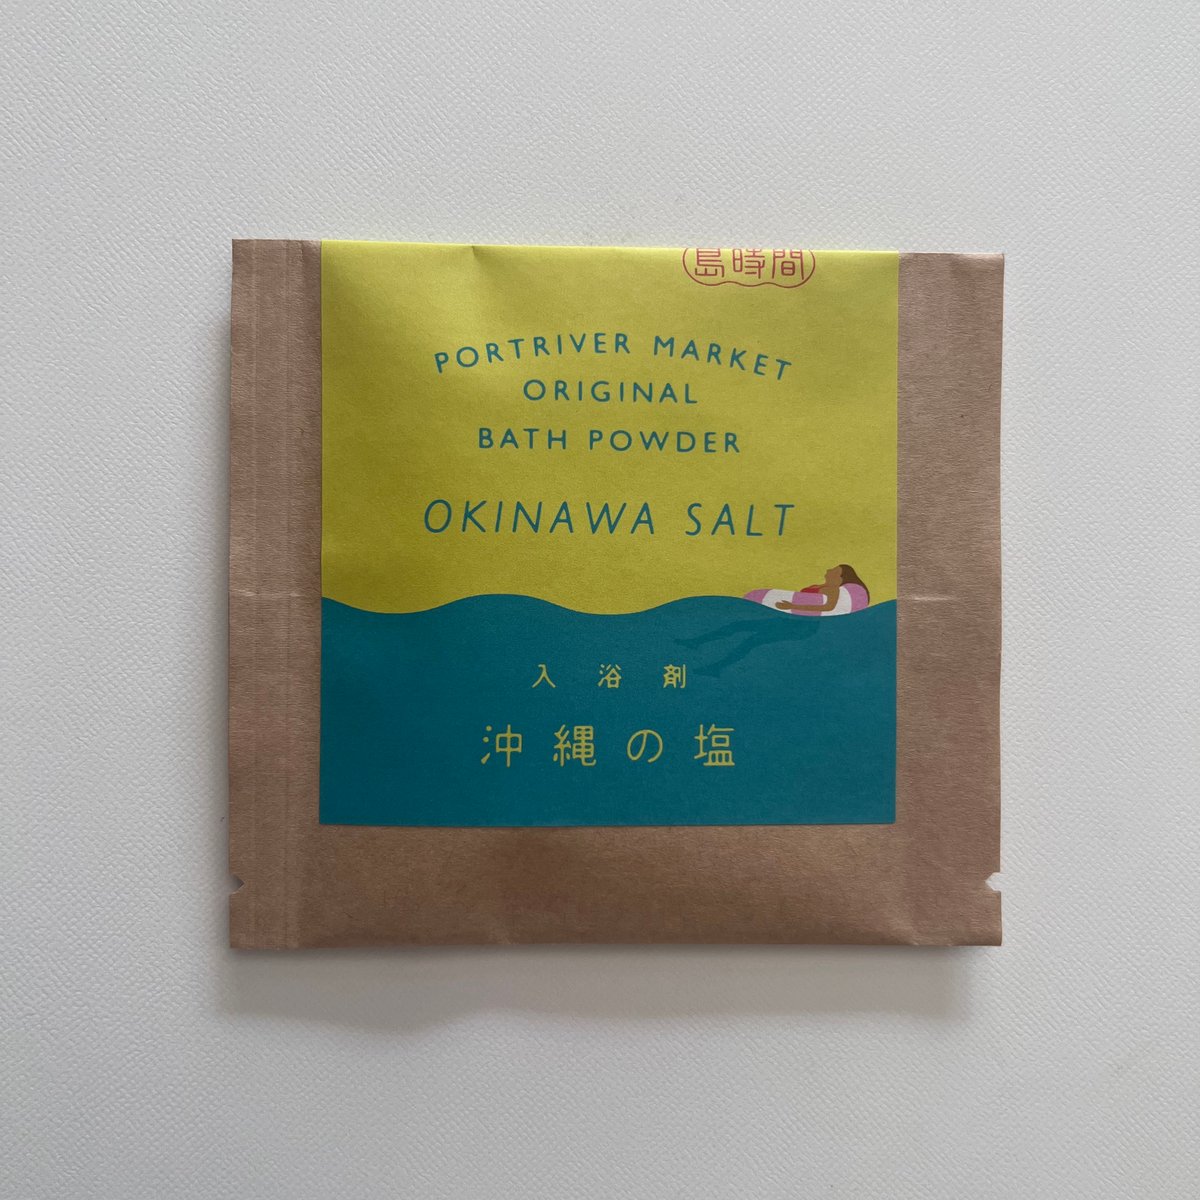 島時間
PORTRIVER MARKET
ORIGINAL
BATH POWDER
OKINAWA SALT
入浴剤
沖縄の塩